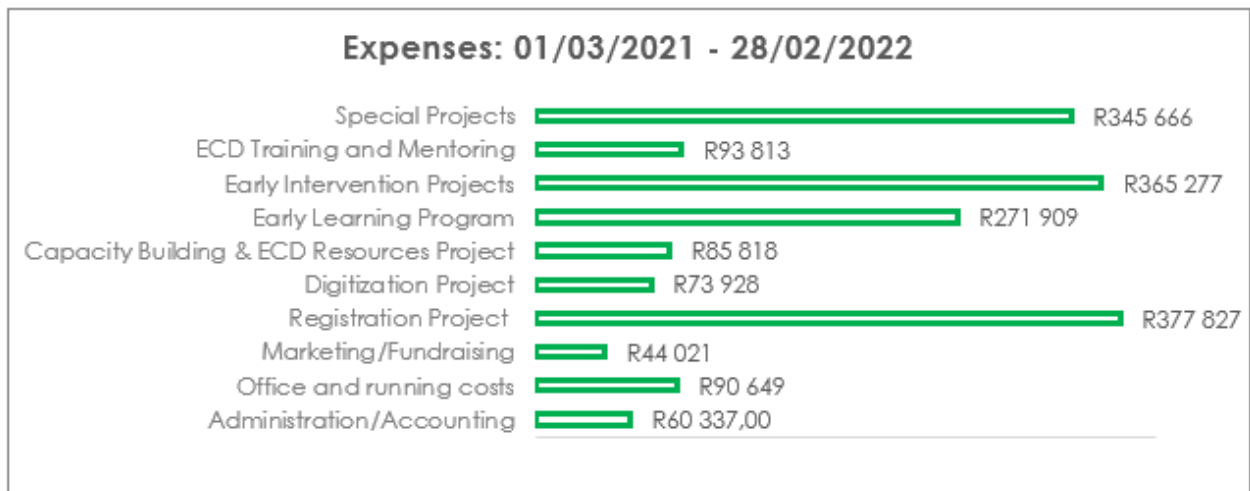 Expenses: 01/03/2021 - 28/02/2022
Special Projects R345 666
ECD Training and Mentoring R93 813
Early Intervention Projects R365 277
Early Learning Program R271 909
Capacity Building & ECD Resources Project R85 818
Digitization Project R73 928
Registration Project R377 827
Marketing/Fundraising R44 021
Office and running costs R90 649
Administration/Accounting R60 337,00